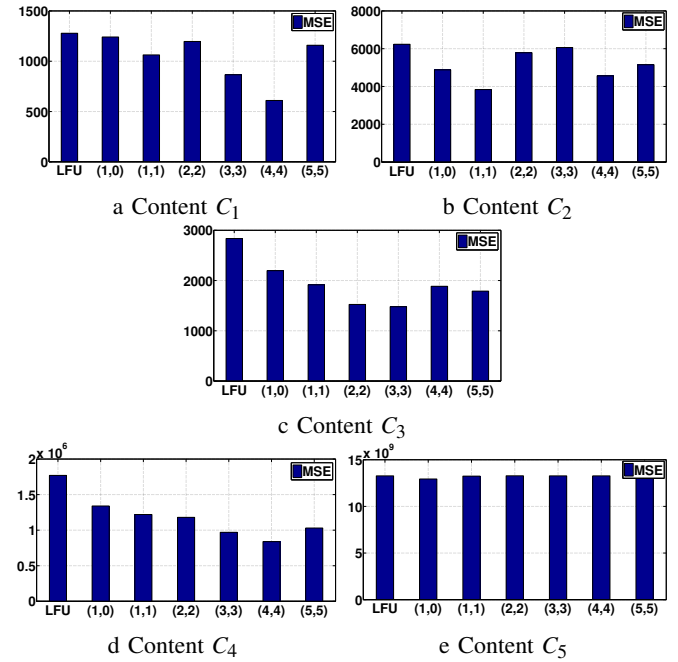 1500
1000
500
0
MSE
LFU (1,0) (1,1) (2,2) (3,3) (4,4) (5,5)
a Content C1
8000
6000
4000
2000
0
MSE
LFU (1,0) (1,1) (2,2) (3,3) (4,4) (5,5)
b Content C2
3000
2000
1000
0
MSE
LFU (1,0) (1,1) (2,2) (3,3) (4,4) (5,5)
c Content C3
x 10^6
2
1.5
1
0.5
0
MSE
LFU (1,0) (1,1) (2,2) (3,3) (4,4) (5,5)
d Content C4
x 10^9
15
10
5
0
MSE
LFU (1,0) (1,1) (2,2) (3,3) (4,4) (5,5)
e Content C5